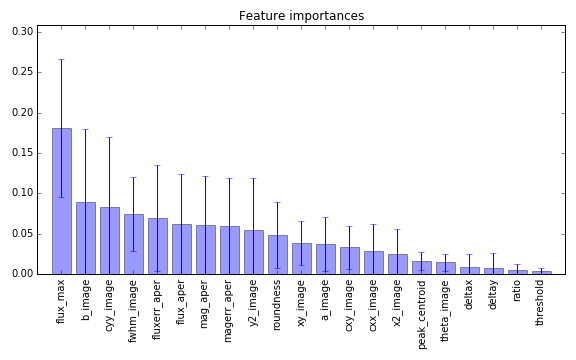 Feature importances
0.30
0.25
0.20
0.15
0.10
0.05
0.00
flux_max
b_image
cyy_image
fwhm_image
fluxerr_aper
flux_aper
mag_aper
magerr_aper
y2_image
roundness
xy_image
a_image
cxy_image
cxx_image
x2_image
peak_centroid
theta_image
deltax
deltay
ratio
threshold